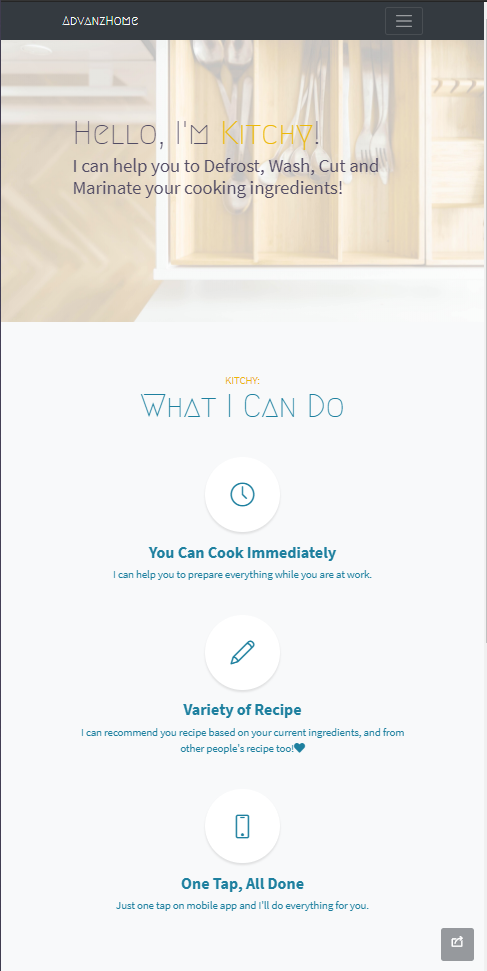 ADVANZHOME
Hello, I'm Kitchy!
I can help you to Defrost, Wash, Cut and
Marinate your cooking ingredients!
KITCHY:
What I Can Do
You Can Cook Immediately
I can help you to prepare everything while you are at work.
Variety of Recipe
I can recommend you recipe based on your current ingredients, and from
other people's recipe too!
One Tap, All Done
Just one tap on mobile app and I'll do everything for you.